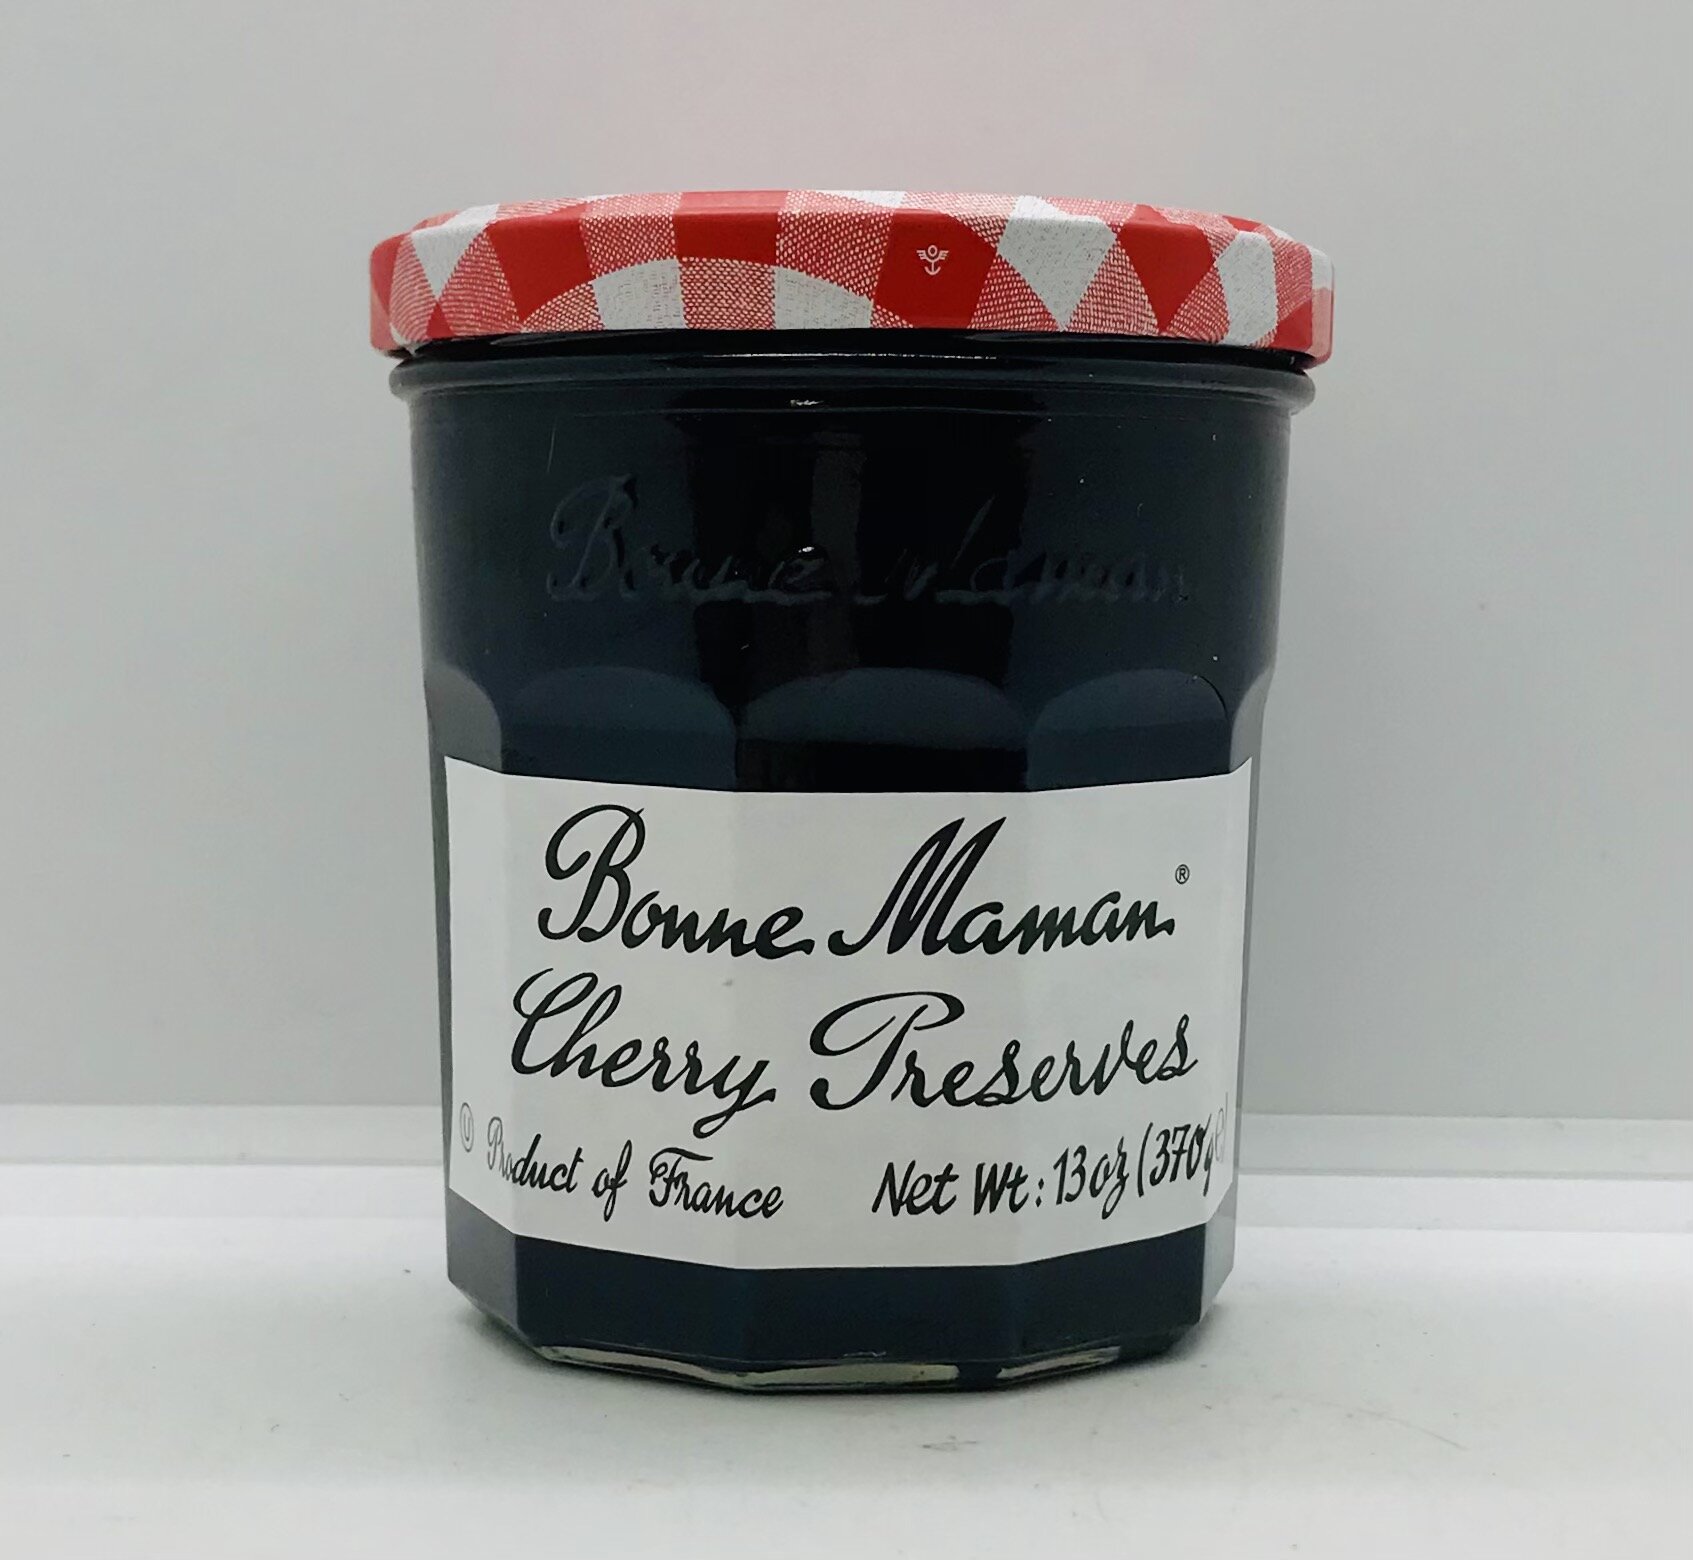 Bonne Maman
Bonne Maman®
Cherry Preserves
Ⓤ Product of France Net Wt: 13 oz (370g e)